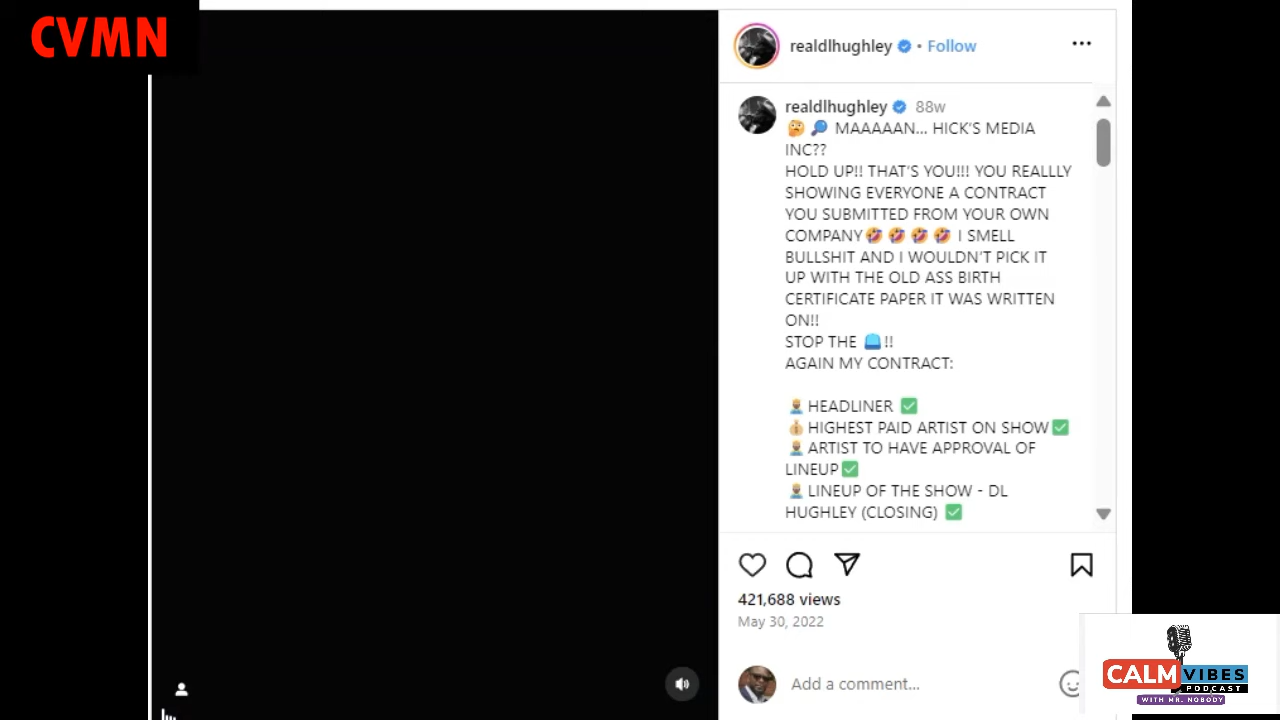 CVMN
realdlhughley • Follow
realdlhughley 88w
🤔 🔎 MAAAAAN... HICK'S MEDIA
INC??
HOLD UP!! THAT'S YOU!!! YOU REALLLY
SHOWING EVERYONE A CONTRACT
YOU SUBMITTED FROM YOUR OWN
COMPANY🤣 🤣 🤣 🤣 I SMELL
BULLSHIT AND I WOULDN'T PICK IT
UP WITH THE OLD ASS BIRTH
CERTIFICATE PAPER IT WAS WRITTEN
ON!!
STOP THE 🧢!!
AGAIN MY CONTRACT:
HEADLINER ✅
💰 HIGHEST PAID ARTIST ON SHOW✅
ARTIST TO HAVE APPROVAL OF
LINEUP✅
LINEUP OF THE SHOW - DL
HUGHLEY (CLOSING) ✅
421,688 views
May 30, 2022
Add a comment...
CALM VIBES
PODCAST
WITH MR. NOBODY